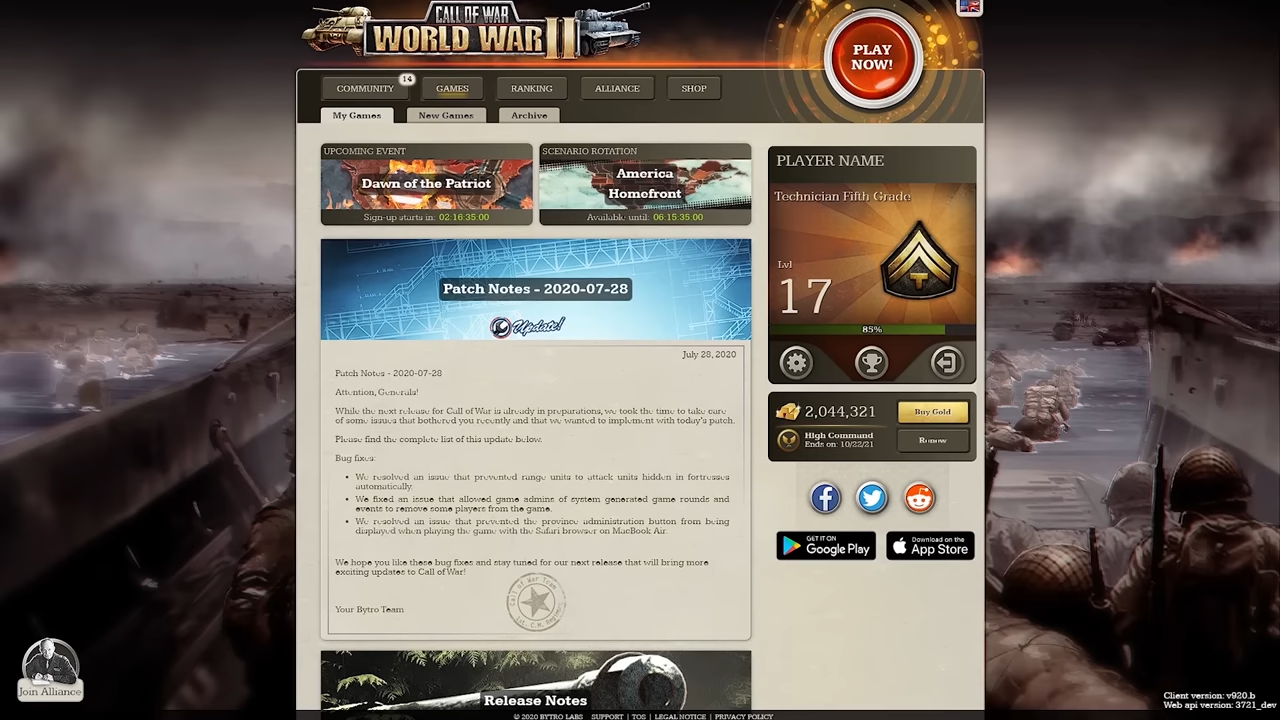 CALL OF WAR
WORLD WAR II
PLAY
NOW!
COMMUNITY
14
GAMES
RANKING
ALLIANCE
SHOP
My Games
New Games
Archive
UPCOMING EVENT
Dawn of the Patriot
Sign-up starts in: 02:16:35:00
SCENARIO ROTATION
America
Homefront
Available until: 06:15:35:00
PLAYER NAME
Technician Fifth Grade
Lvl
17
85%
2,044,321
Buy Gold
High Command
Ends on: 10/22/21
Renew
GET IT ON
Google Play
Download on the
App Store
Patch Notes - 2020-07-28
Update!
July 28, 2020
Patch Notes - 2020-07-28
Attention, Generals!
While the next release for Call of War is already in preparations, we took the time to take care
of some issues that bothered you recently and that we wanted to implement with today's patch.
Please find the complete list of this update below.
Bug fixes:
• We resolved an issue that prevented range units to attack units hidden in fortresses
automatically.
• We fixed an issue that allowed game admins of system generated game rounds and
events to remove some players from the game.
• We resolved an issue that prevented the province administration button from being
displayed when playing the game with the Safari browser on MacBook Air.
We hope you like these bug fixes and stay tuned for our next release that will bring more
exciting updates to Call of War!
Your Bytro Team
Call of War Team
Release Notes
Join Alliance
© 2020 BYTRO LABS SUPPORT | TOS | LEGAL NOTICE | PRIVACY POLICY
Client version: v920.b
Web api version: 3721_dev